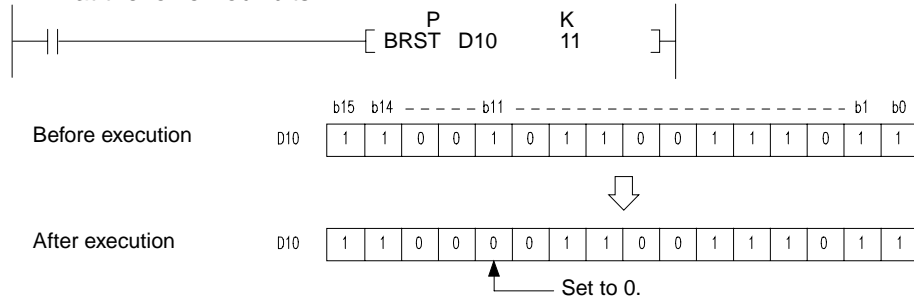 P K
BRST D10 11
b15 b14 b11 b1 b0
Before execution D10 1 1 0 0 1 0 1 1 0 0 1 1 1 0 1 1
After execution D10 1 1 0 0 0 0 1 1 0 0 1 1 1 0 1 1
Set to 0.